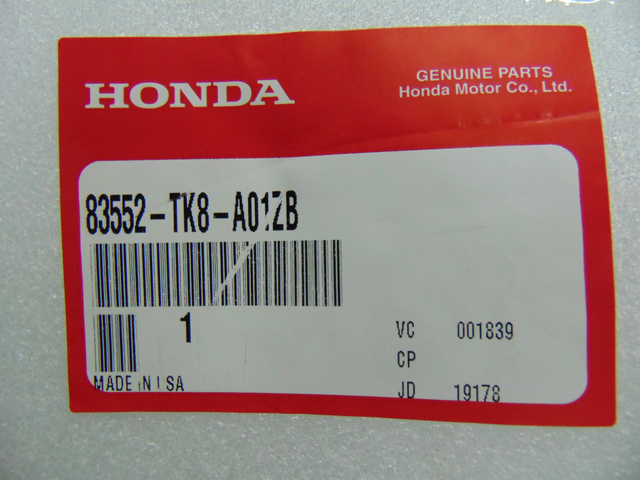 HONDA
GENUINE PARTS
Honda Motor Co., Ltd.
83552-TK8-A01ZB
1
VC 001839
CP
MADE IN USA
JD 19178